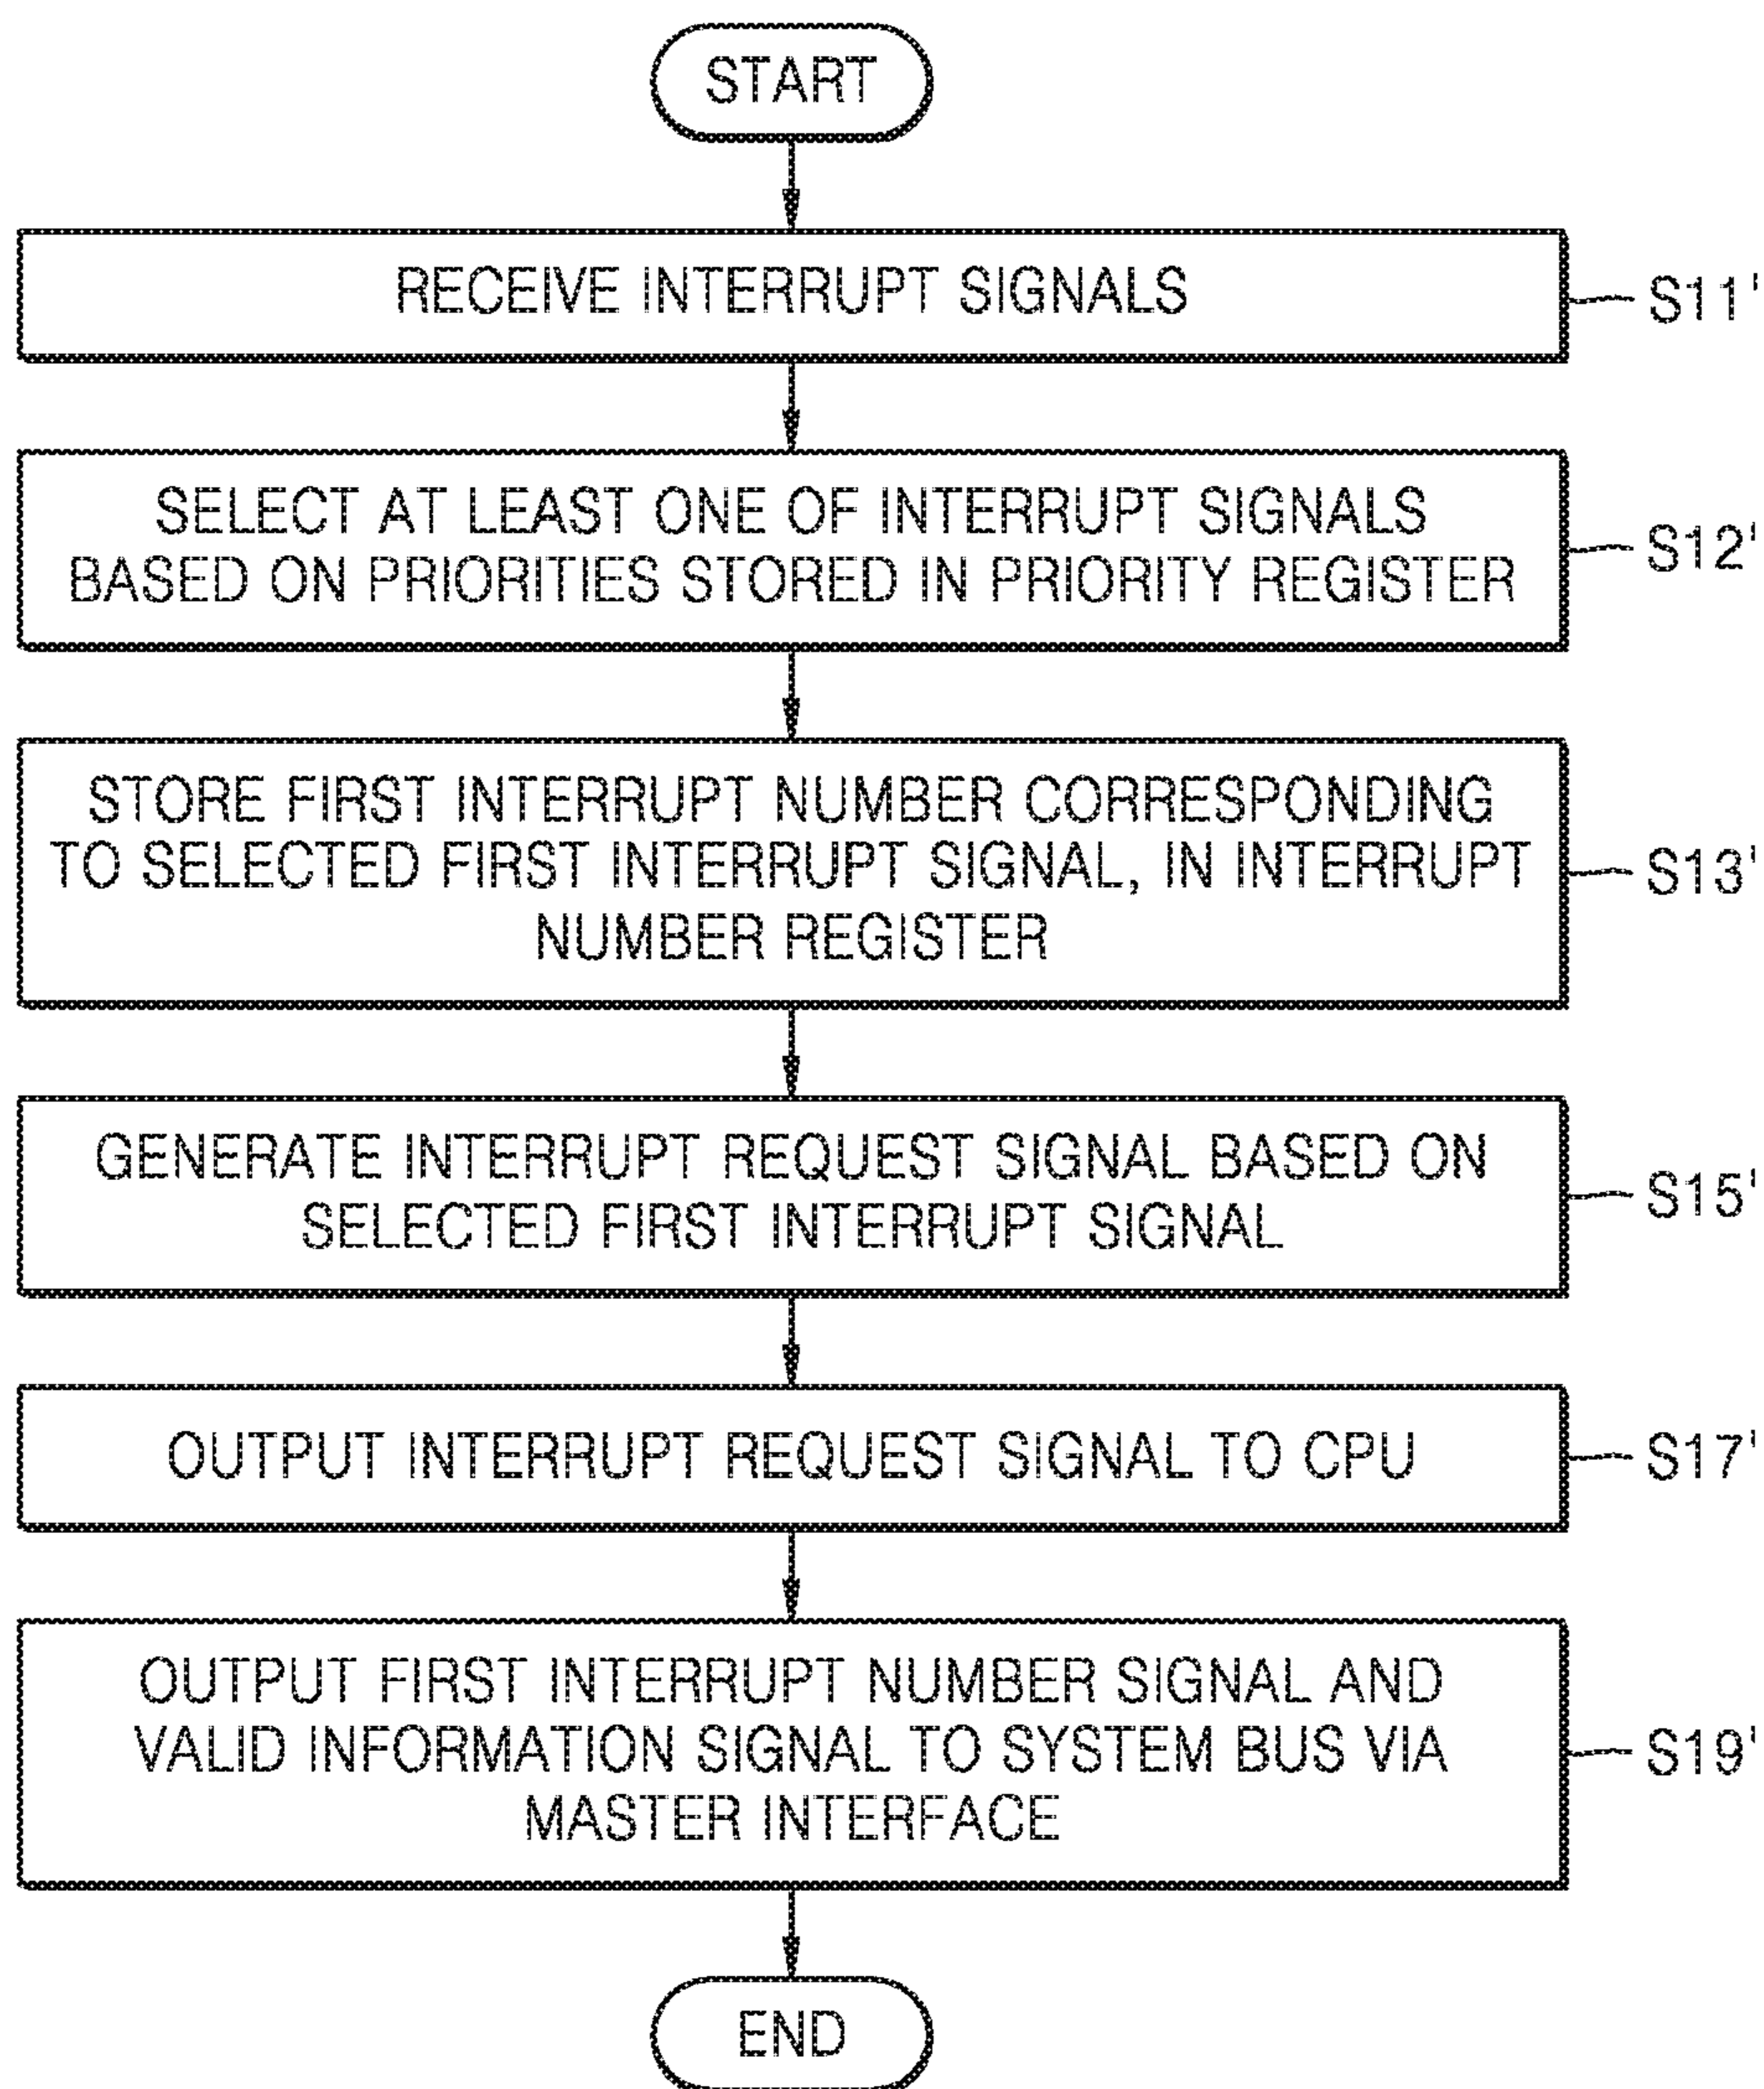 START
RECEIVE INTERRUPT SIGNALS
S11'
SELECT AT LEAST ONE OF INTERRUPT SIGNALS
BASED ON PRIORITIES STORED IN PRIORITY REGISTER
S12'
STORE FIRST INTERRUPT NUMBER CORRESPONDING
TO SELECTED FIRST INTERRUPT SIGNAL, IN INTERRUPT
NUMBER REGISTER
S13'
GENERATE INTERRUPT REQUEST SIGNAL BASED ON
SELECTED FIRST INTERRUPT SIGNAL
S15'
OUTPUT INTERRUPT REQUEST SIGNAL TO CPU
S17'
OUTPUT FIRST INTERRUPT NUMBER SIGNAL AND
VALID INFORMATION SIGNAL TO SYSTEM BUS VIA
MASTER INTERFACE
S19'
END